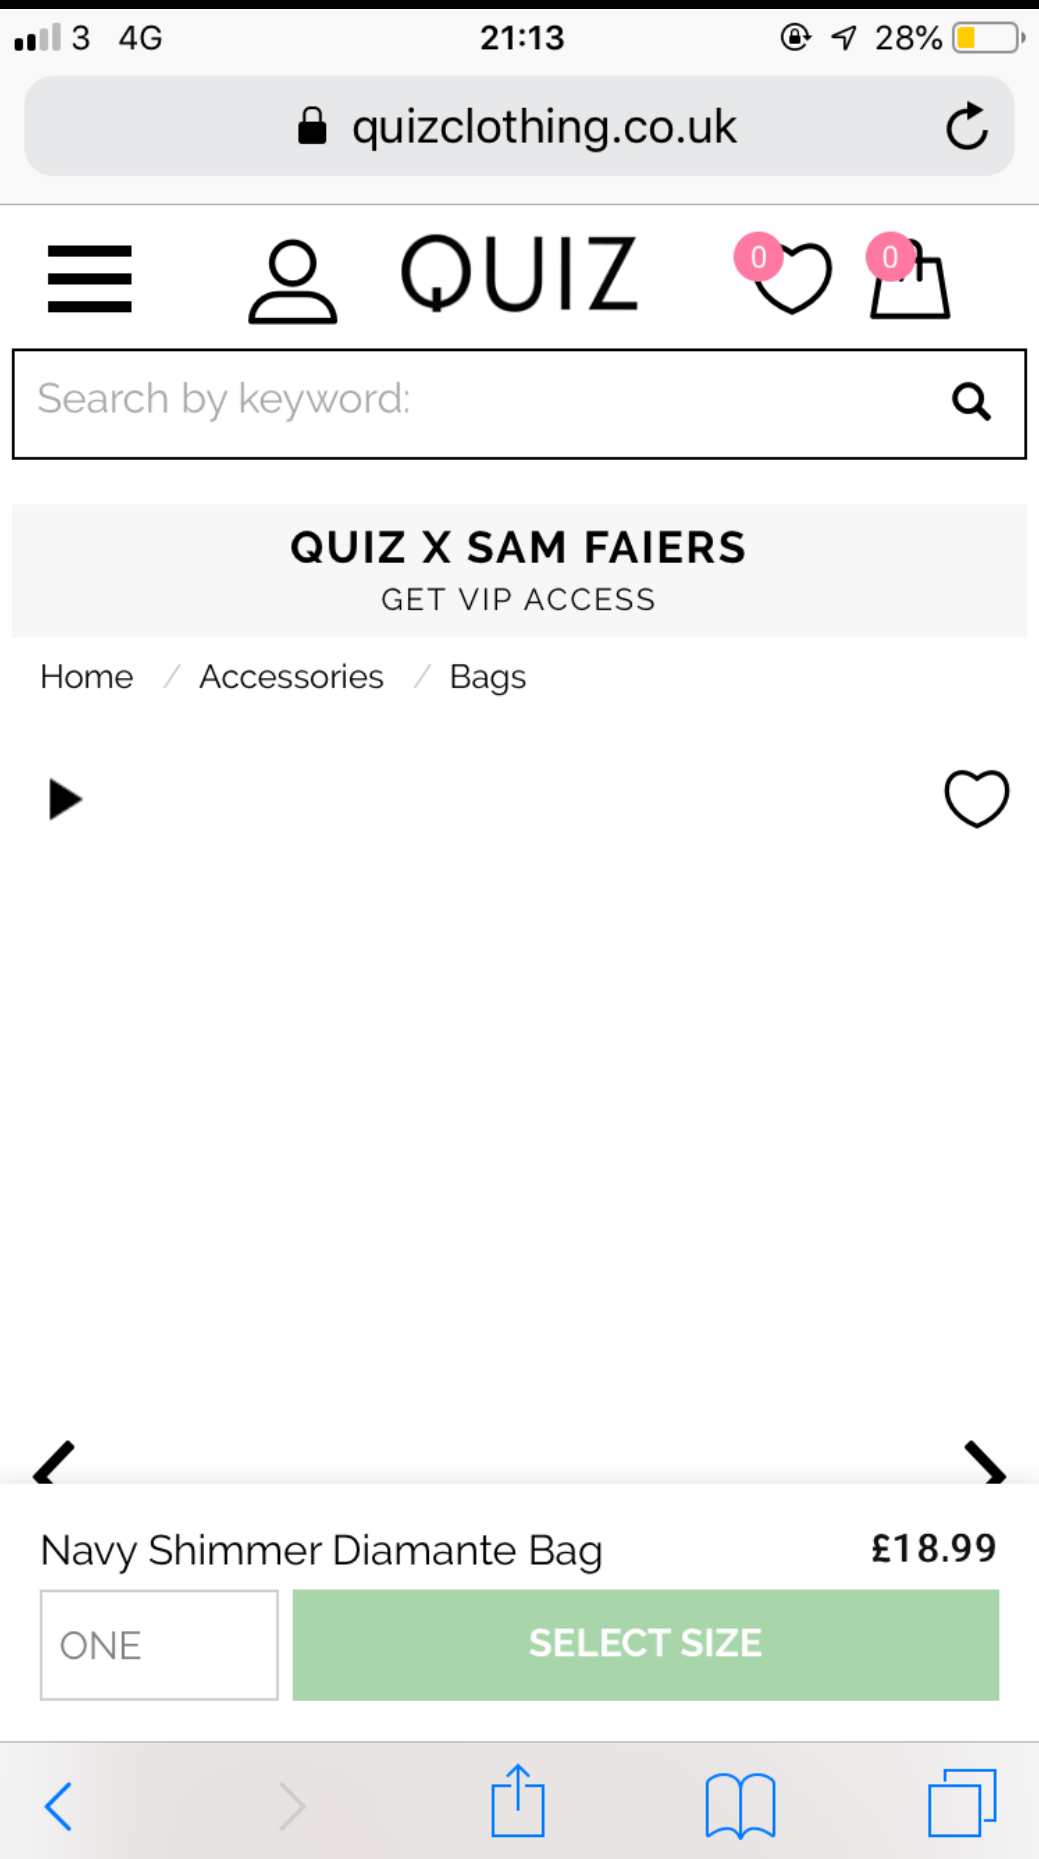 3 4G 21:13 28%
quizclothing.co.uk
QUIZ 0 0
Search by keyword:
QUIZ X SAM FAIERS
GET VIP ACCESS
Home / Accessories / Bags
Navy Shimmer Diamante Bag £18.99
ONE SELECT SIZE